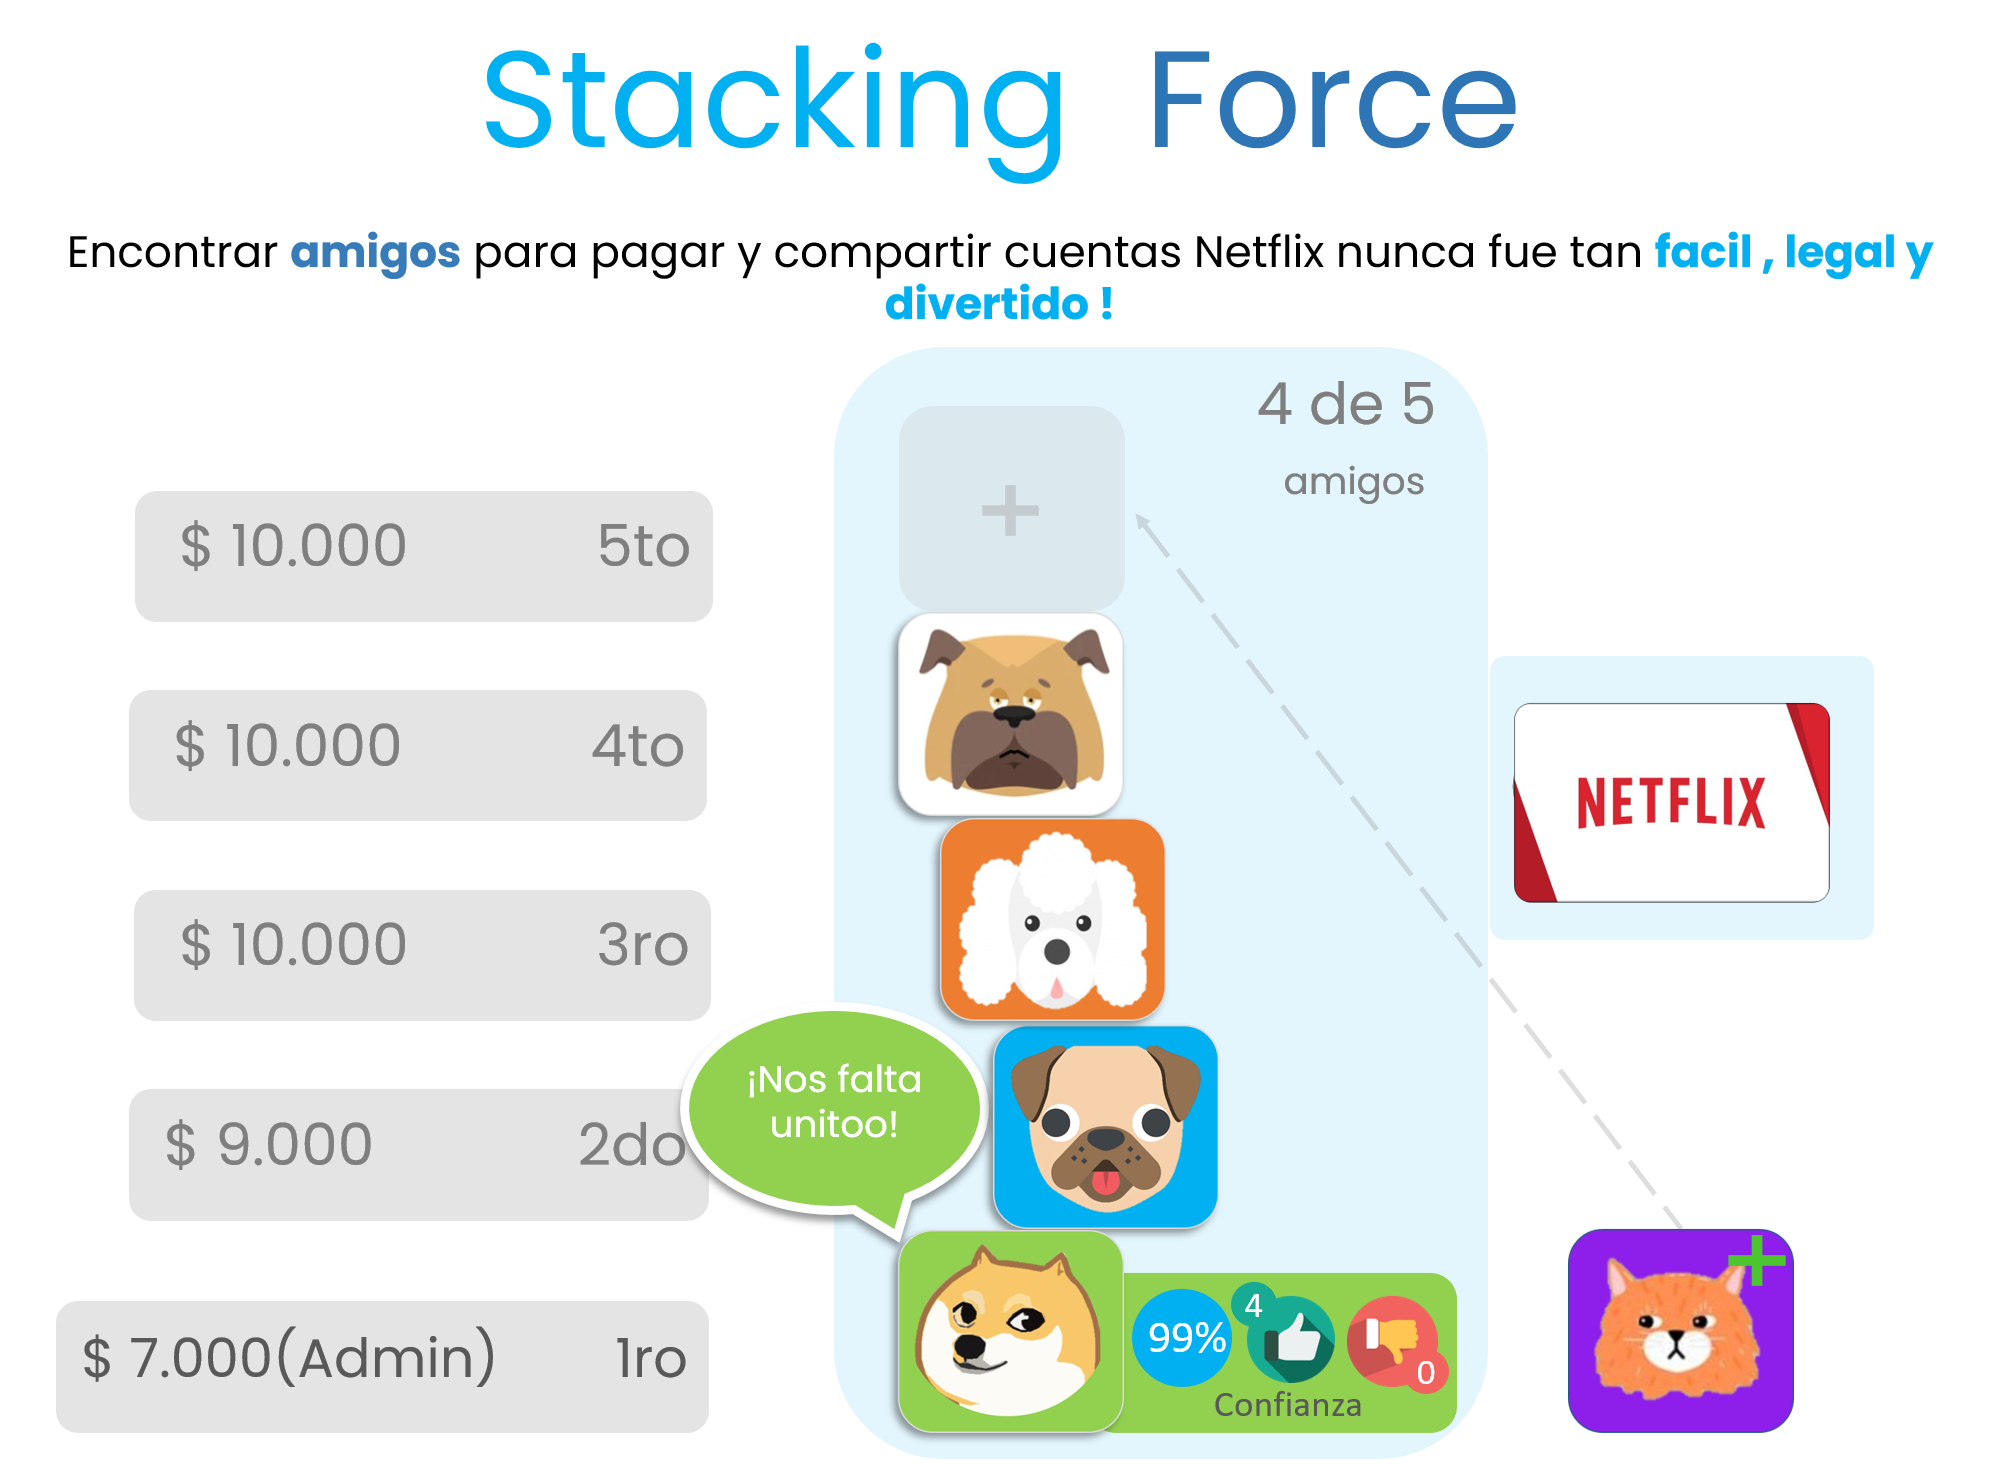 Stacking Force
Encontrar amigos para pagar y compartir cuentas Netflix nunca fue tan facil , legal y
divertido !
4 de 5
amigos
$ 10.000 5to
$ 10.000 4to
NETFLIX
$ 10.000 3ro
¡Nos falta
unitoo!
$ 9.000 2do
$ 7.000(Admin) 1ro
99%
4
0
Confianza